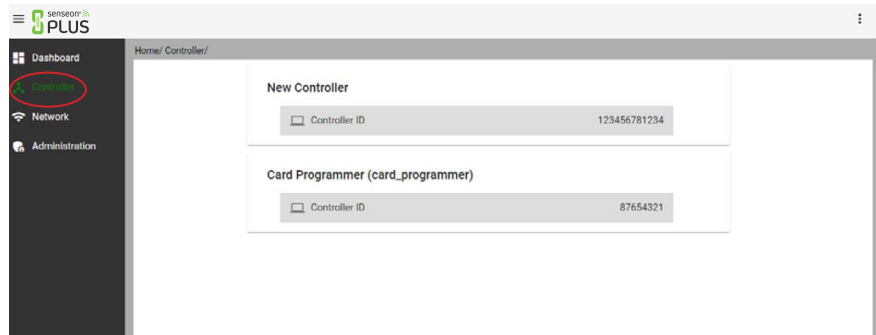 senseon
PLUS
Dashboard
Home/ Controller/
Controller
Network
Administration
New Controller
Controller ID 123456781234
Card Programmer (card_programmer)
Controller ID 87654321